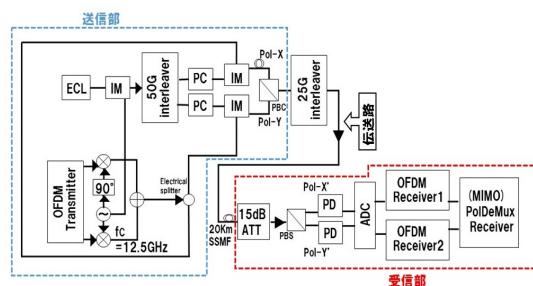 送信部
ECL
IM
50G
interleaver
PC
PC
IM
IM
Pol-X
Pol-Y
PBC
25G
interleaver
伝送路
OFDM
Transmitter
90°
~
fc
=12.5GHz
Electrical
splitter
20Km
SSMF
15dB
ATT
PBS
Pol-X'
Pol-Y'
PD
PD
ADC
OFDM
Receiver1
OFDM
Receiver2
(MIMO)
PolDeMux
Receiver
受信部